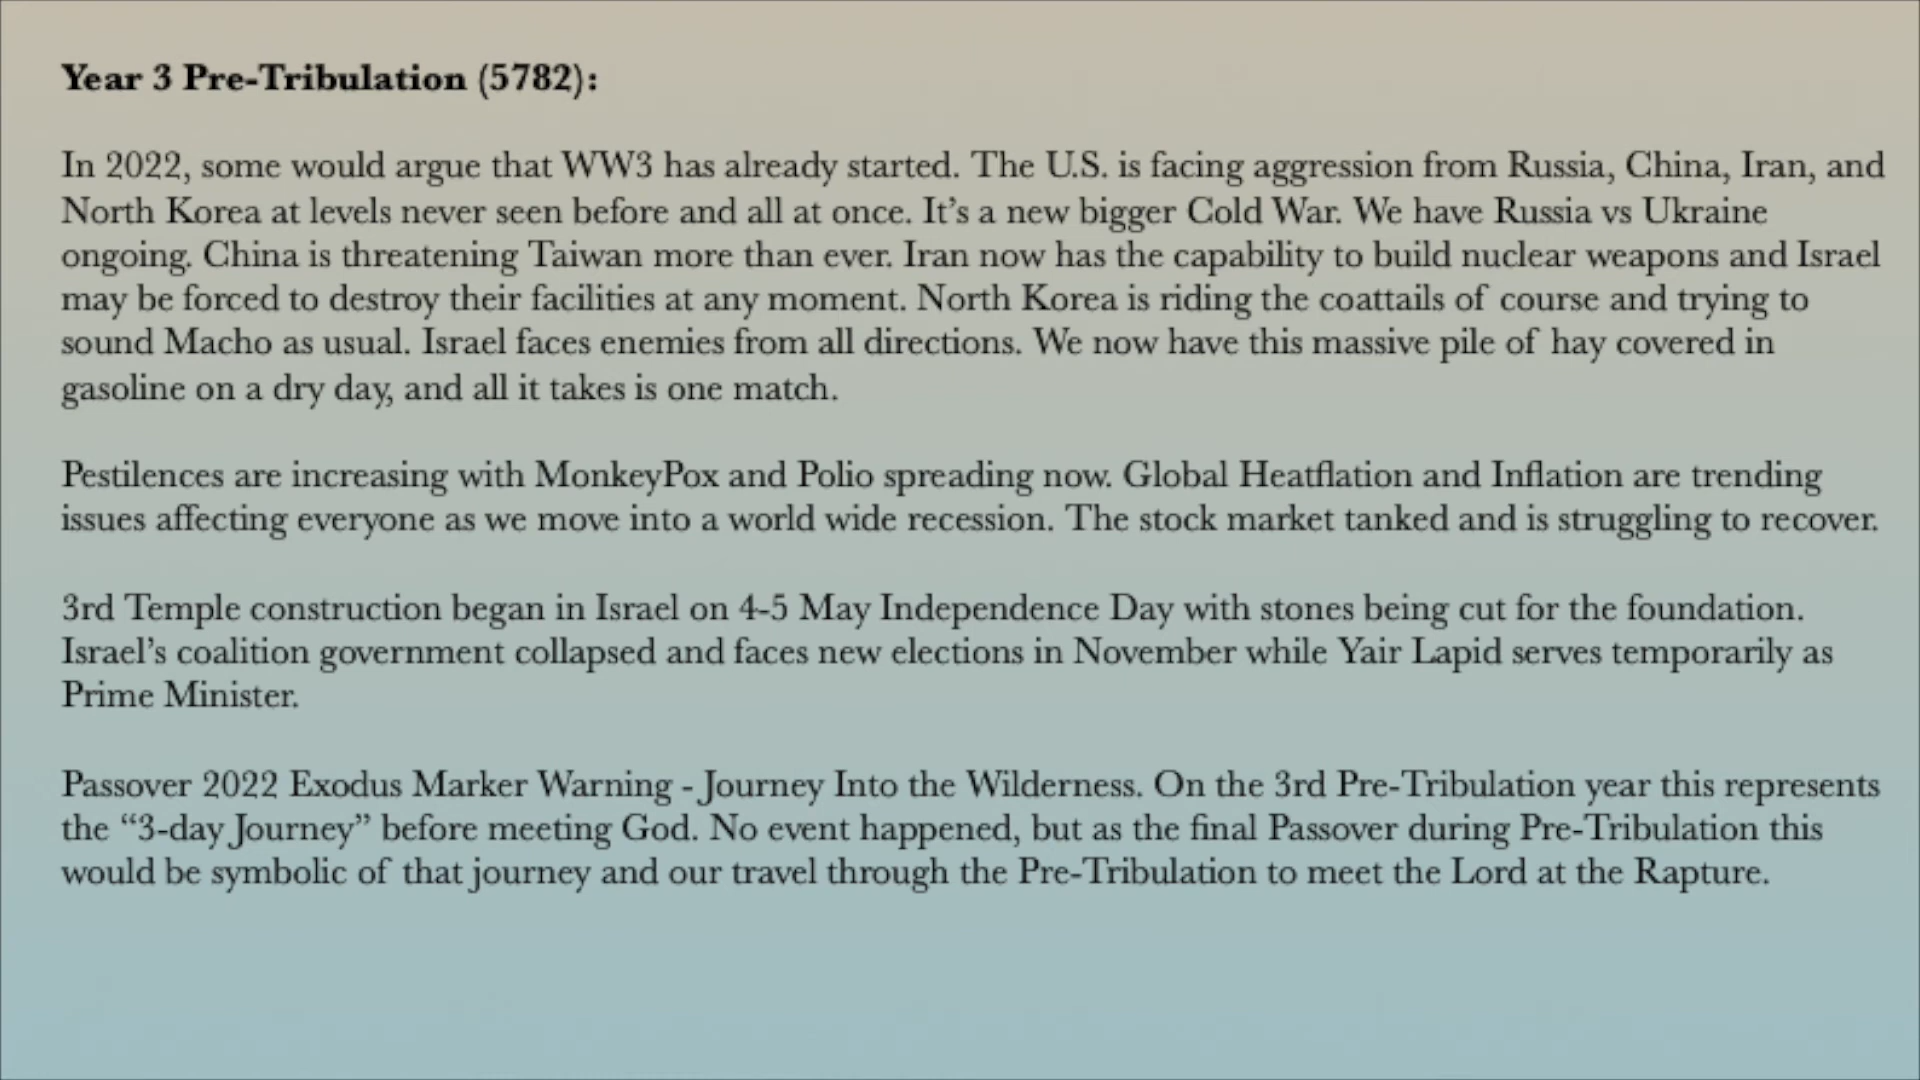 Year 3 Pre-Tribulation (5782):
In 2022, some would argue that WW3 has already started. The U.S. is facing aggression from Russia, China, Iran, and
North Korea at levels never seen before and all at once. It’s a new bigger Cold War. We have Russia vs Ukraine
ongoing. China is threatening Taiwan more than ever. Iran now has the capability to build nuclear weapons and Israel
may be forced to destroy their facilities at any moment. North Korea is riding the coattails of course and trying to
sound Macho as usual. Israel faces enemies from all directions. We now have this massive pile of hay covered in
gasoline on a dry day, and all it takes is one match.
Pestilences are increasing with MonkeyPox and Polio spreading now. Global Heatflation and Inflation are trending
issues affecting everyone as we move into a world wide recession. The stock market tanked and is struggling to recover.
3rd Temple construction began in Israel on 4-5 May Independence Day with stones being cut for the foundation.
Israel’s coalition government collapsed and faces new elections in November while Yair Lapid serves temporarily as
Prime Minister.
Passover 2022 Exodus Marker Warning - Journey Into the Wilderness. On the 3rd Pre-Tribulation year this represents
the “3-day Journey” before meeting God. No event happened, but as the final Passover during Pre-Tribulation this
would be symbolic of that journey and our travel through the Pre-Tribulation to meet the Lord at the Rapture.